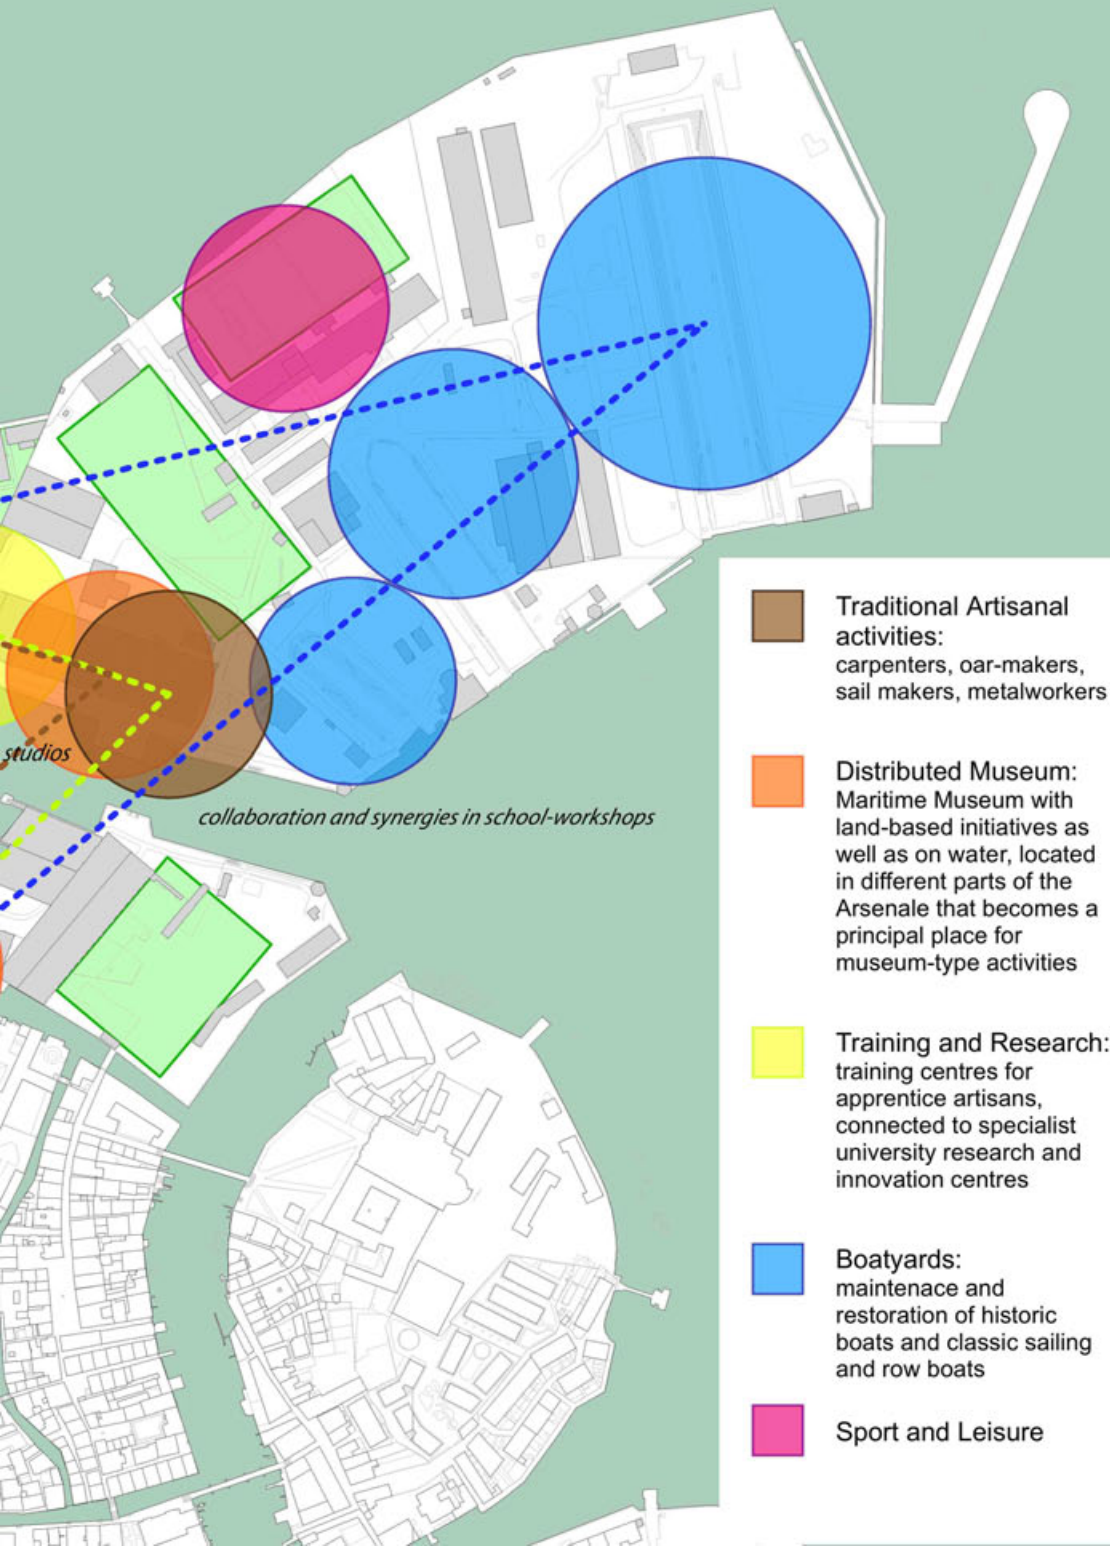 studios
collaboration and synergies in school-workshops
Traditional Artisanal
activities:
carpenters, oar-makers,
sail makers, metalworkers
Distributed Museum:
Maritime Museum with
land-based initiatives as
well as on water, located
in different parts of the
Arsenale that becomes a
principal place for
museum-type activities
Training and Research:
training centres for
apprentice artisans,
connected to specialist
university research and
innovation centres
Boatyards:
maintenace and
restoration of historic
boats and classic sailing
and row boats
Sport and Leisure